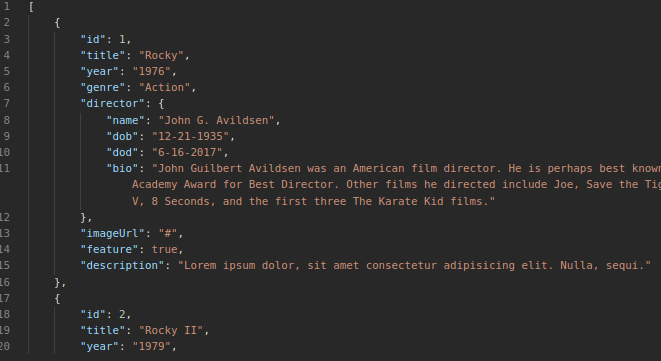 1 [
2 {
3 "id": 1,
4 "title": "Rocky",
5 "year": "1976",
6 "genre": "Action",
7 "director": {
8 "name": "John G. Avildsen",
9 "dob": "12-21-1935",
10 "dod": "6-16-2017",
11 "bio": "John Guilbert Avildsen was an American film director. He is perhaps best known
Academy Award for Best Director. Other films he directed include Joe, Save the
V, 8 Seconds, and the first three The Karate Kid films."
12 },
13 "imageUrl": "#",
14 "feature": true,
15 "description": "Lorem ipsum dolor, sit amet consectetur adipisicing elit. Nulla, sequi."
16 },
17 {
18 "id": 2,
19 "title": "Rocky II",
20 "year": "1979",